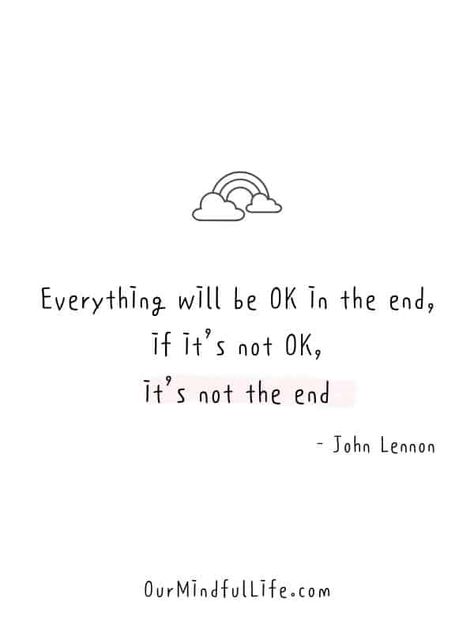 Everything will be OK in the end,
if it's not OK,
it's not the end
- John Lennon
OurMindfulLife.com